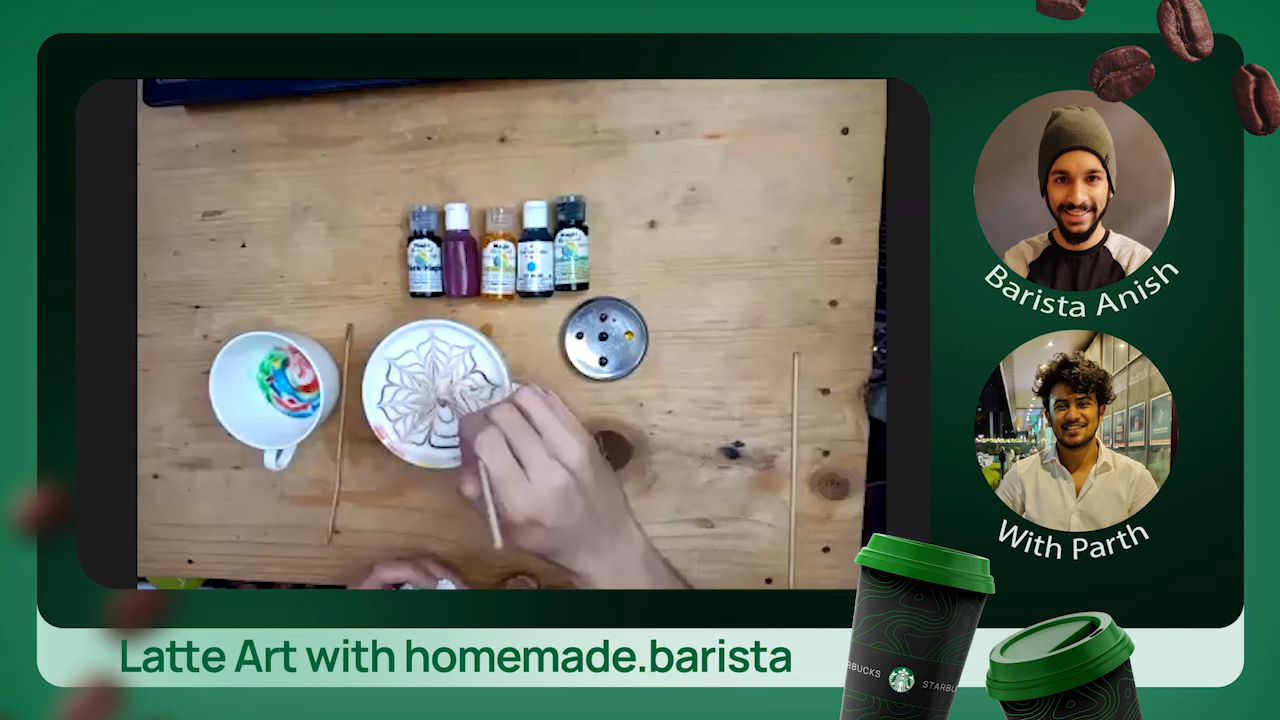 Barista Anish
With Parth
Latte Art with homemade.barista
RBUCKS
STARBU